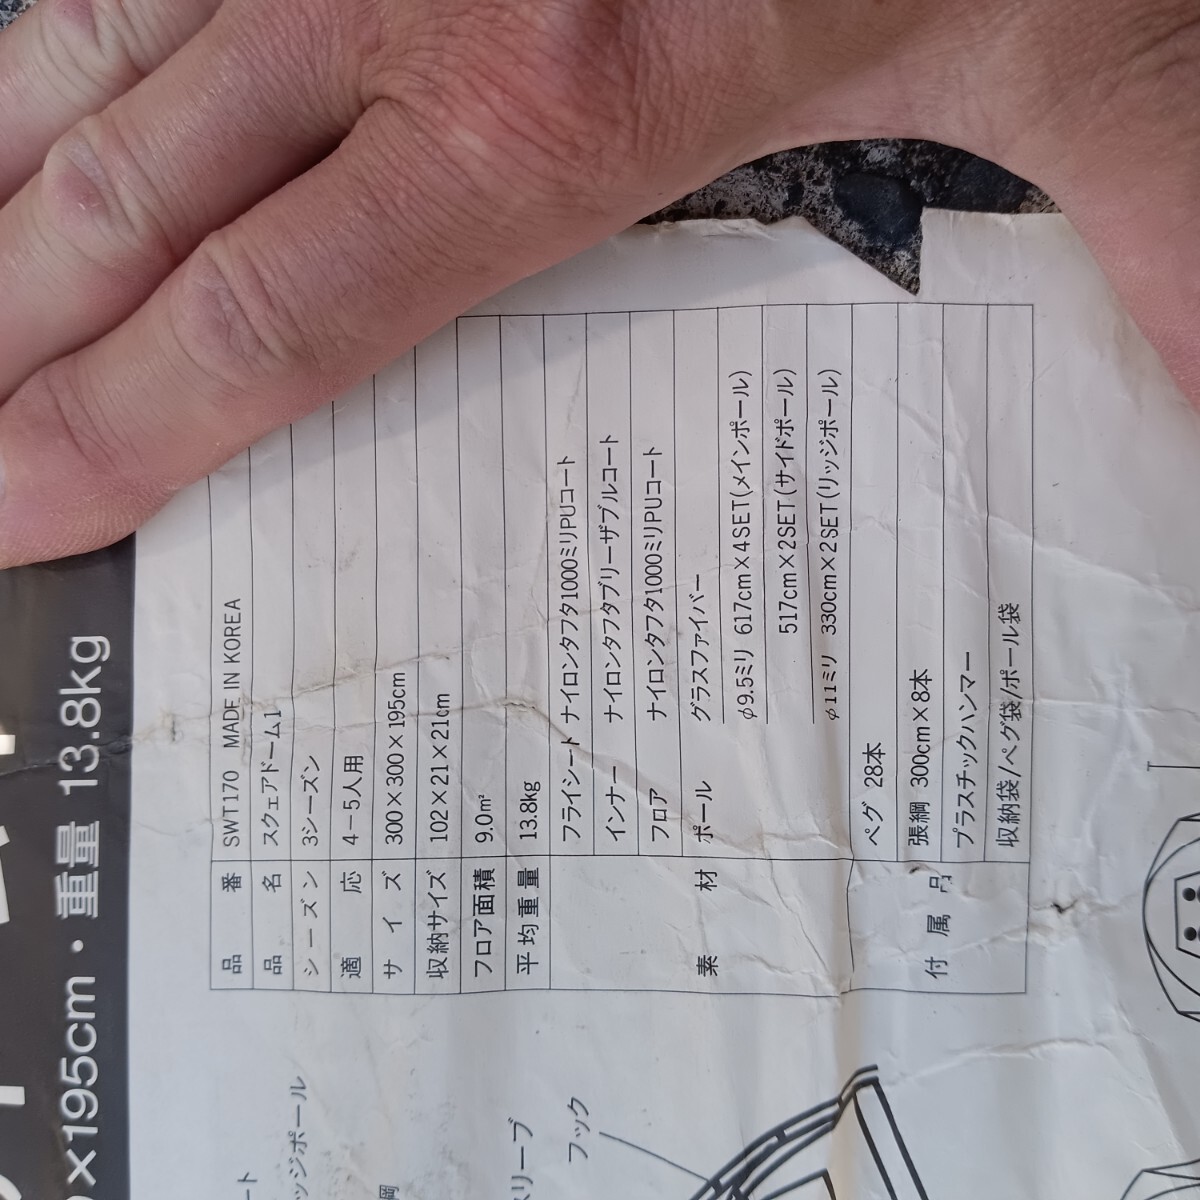 ×195cm・重量 13.8kg
品番 SWT170 MADE IN KOREA
品名 スクェアドーム1
シーズン 3シーズン
適応 4－5人用
サイズ 300×300×195cm
収納サイズ 102×21×21cm
フロア面積 9.0㎡
平均重量 13.8kg
素材 フライシート ナイロンタフタ1000ミリPUコート
インナー ナイロンタフタブリーザブルコート
フロア ナイロンタフタ1000ミリPUコート
ポール グラスファイバー
φ9.5ミリ 617cm×4SET(メインポール)
517cm×2SET(サイドポール)
φ11ミリ 330cm×2SET(リッジポール)
付属品 ペグ 28本
張綱 300cm×8本
プラスチックハンマー
収納袋/ペグ袋/ポール袋
ート
ッジポール
綱
スリーブ
フック